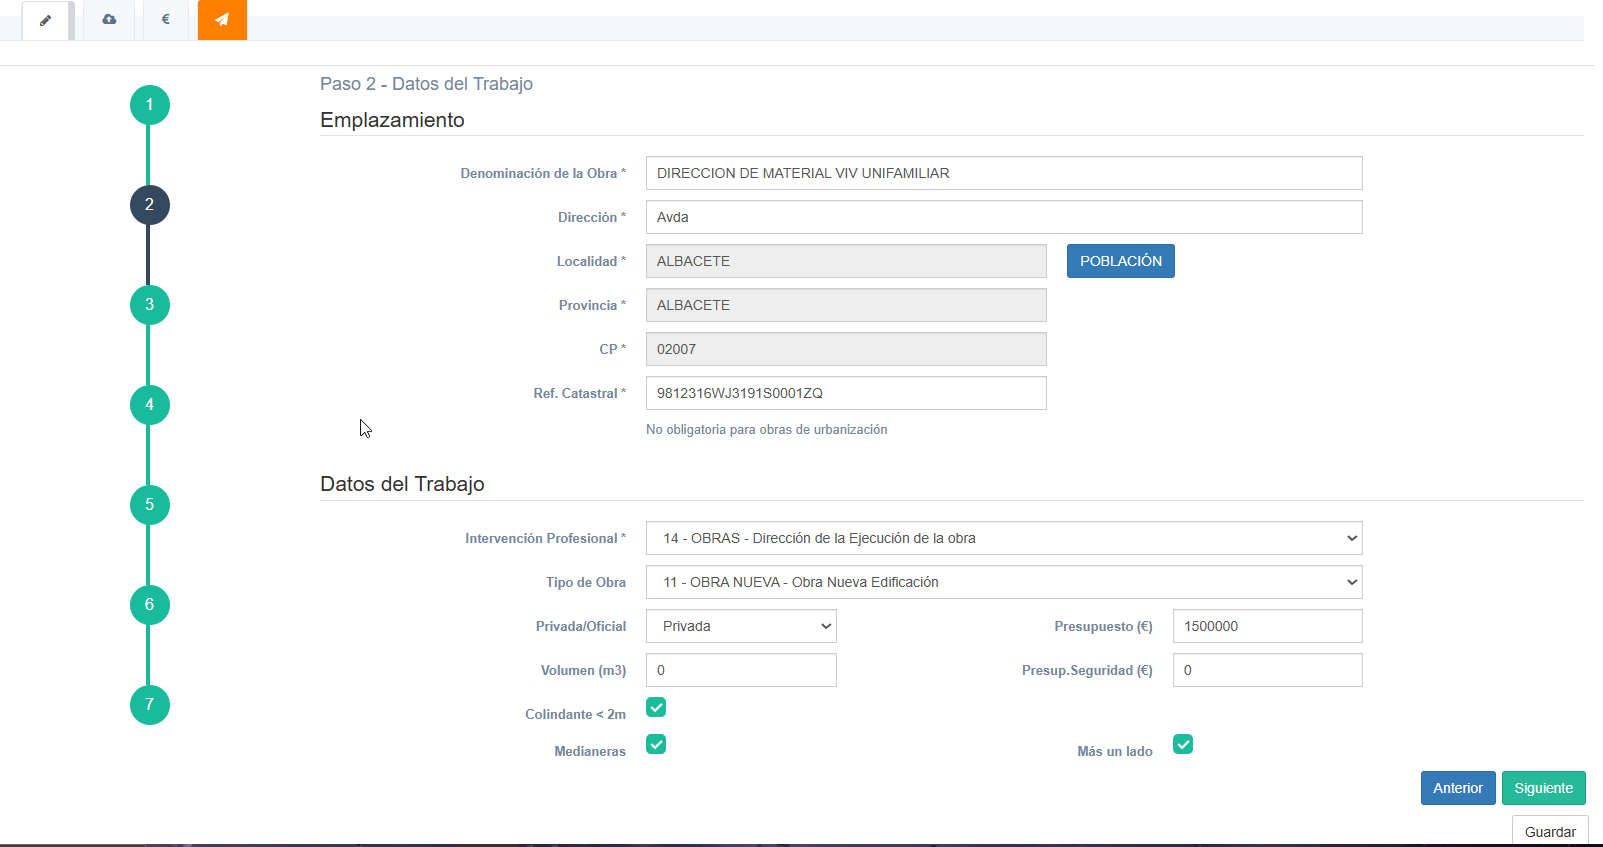 €
1
2
3
4
5
6
7
Paso 2 - Datos del Trabajo
Emplazamiento
Denominación de la Obra * DIRECCION DE MATERIAL VIV UNIFAMILIAR
Dirección * Avda
Localidad * ALBACETE POBLACIÓN
Provincia * ALBACETE
CP * 02007
Ref. Catastral * 9812316WJ3191S0001ZQ
No obligatoria para obras de urbanización
Datos del Trabajo
Intervención Profesional * 14 - OBRAS - Dirección de la Ejecución de la obra
Tipo de Obra 11 - OBRA NUEVA - Obra Nueva Edificación
Privada/Oficial Privada Presupuesto (€) 1500000
Volumen (m3) 0 Presup.Seguridad (€) 0
Colindante < 2m
Medianeras Más un lado
Anterior Siguiente
Guardar